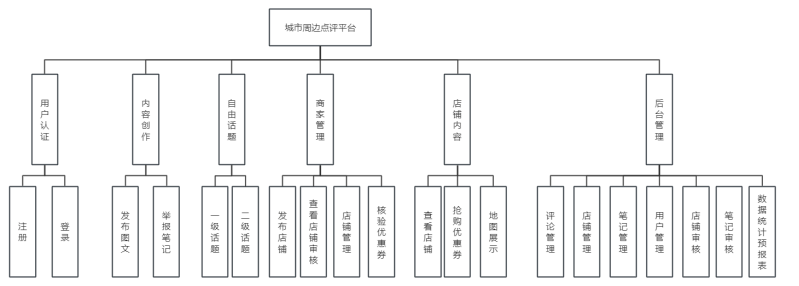 城市周边点评平台
用户认证
内容创作
自由话题
商家管理
店铺内容
后台管理
注册
登录
发布图文
举报笔记
一级话题
二级话题
发布店铺
查看店铺审核
店铺管理
核验优惠券
查看店铺
抢购优惠券
地图展示
评论管理
店铺管理
笔记管理
用户管理
店铺审核
笔记审核
数据统计预报表